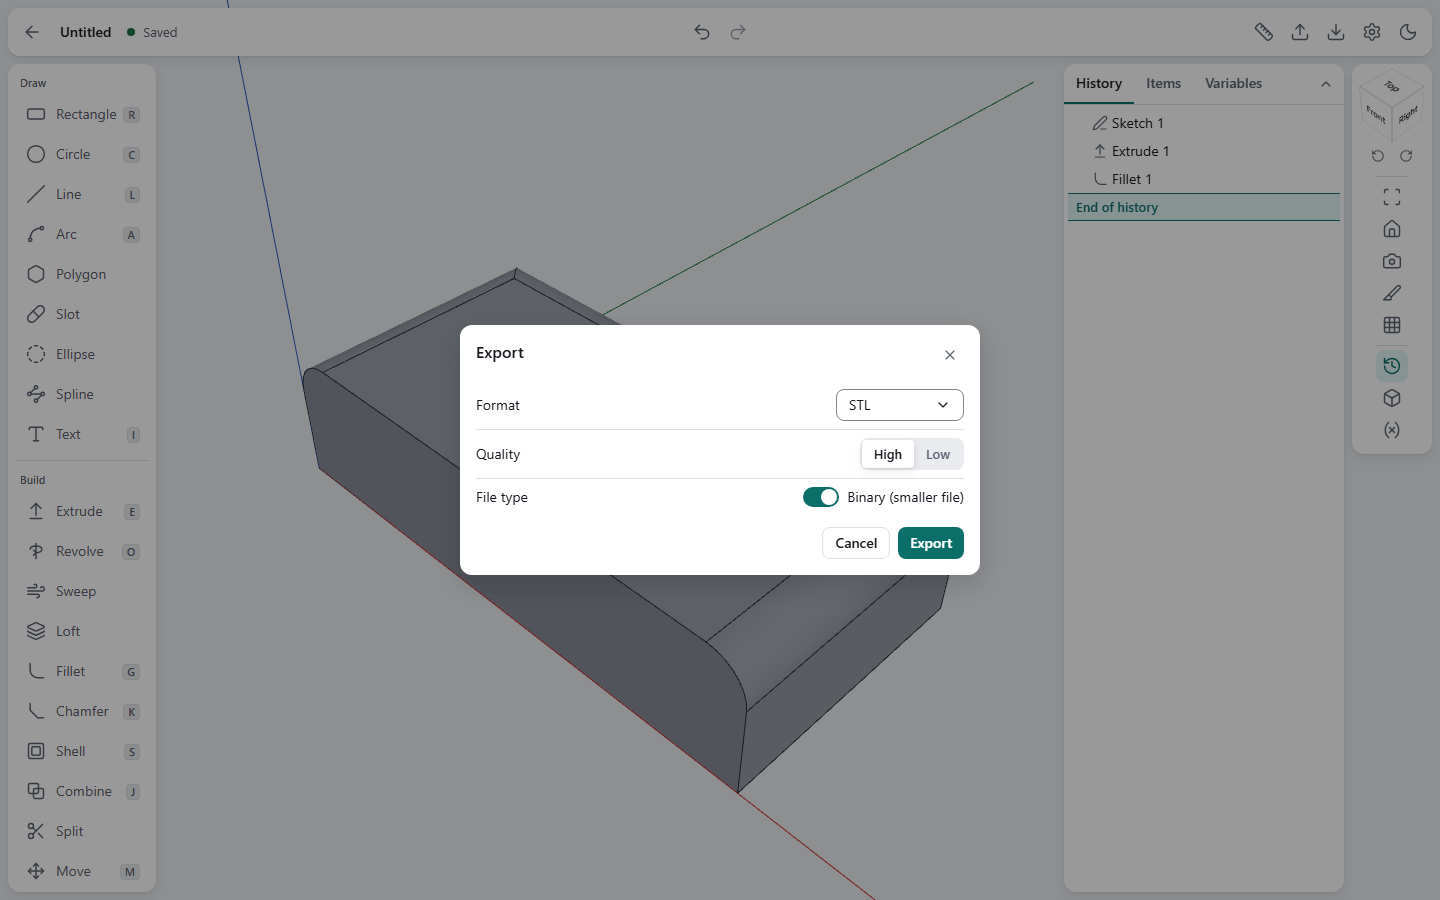 Untitled
Saved
Draw
Rectangle R
Circle C
Line L
Arc A
Polygon
Slot
Ellipse
Spline
Text I
Build
Extrude E
Revolve O
Sweep
Loft
Fillet G
Chamfer K
Shell S
Combine J
Split
Move M
Export
Format STL
Quality High Low
File type Binary (smaller file)
Cancel Export
History Items Variables
Sketch 1
Extrude 1
Fillet 1
End of history
Top
Front Right